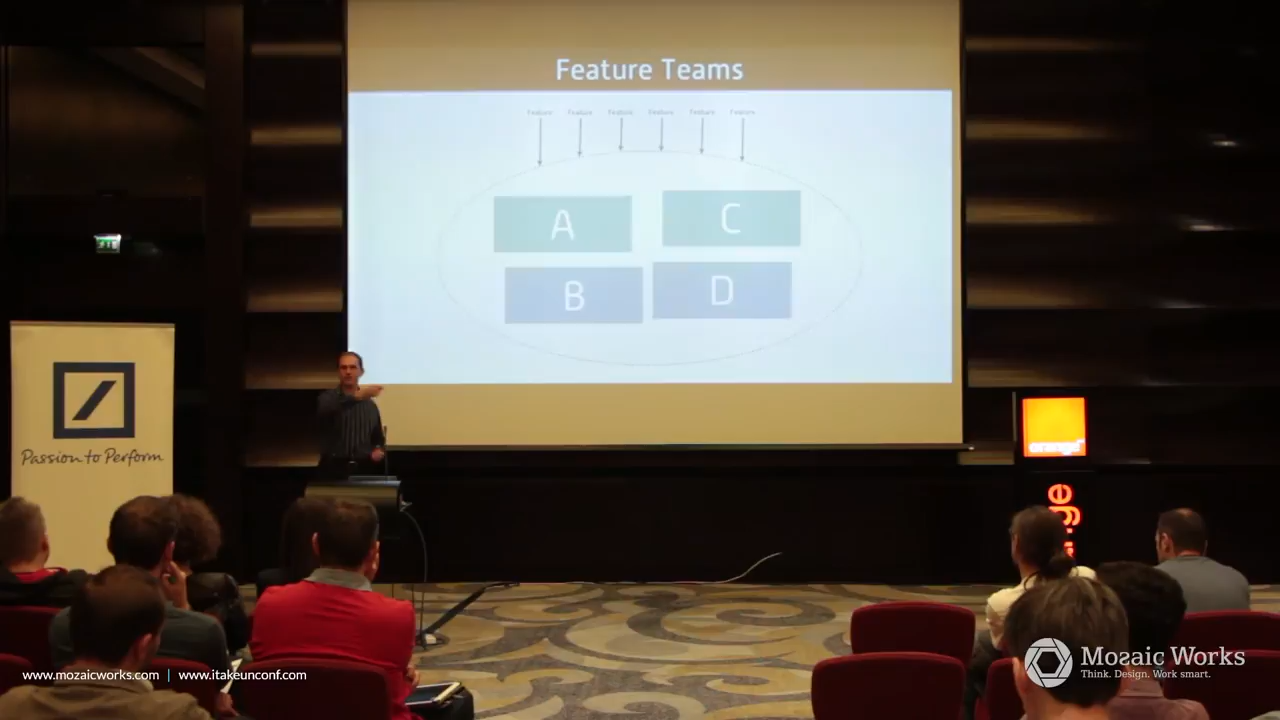 Feature Teams
Feature Feature Feature Feature Feature Feature
A C
B D
Passion to Perform
orange
www.mozaicworks.com | www.itakeunconf.com
Mozaic Works
Think. Design. Work smart.